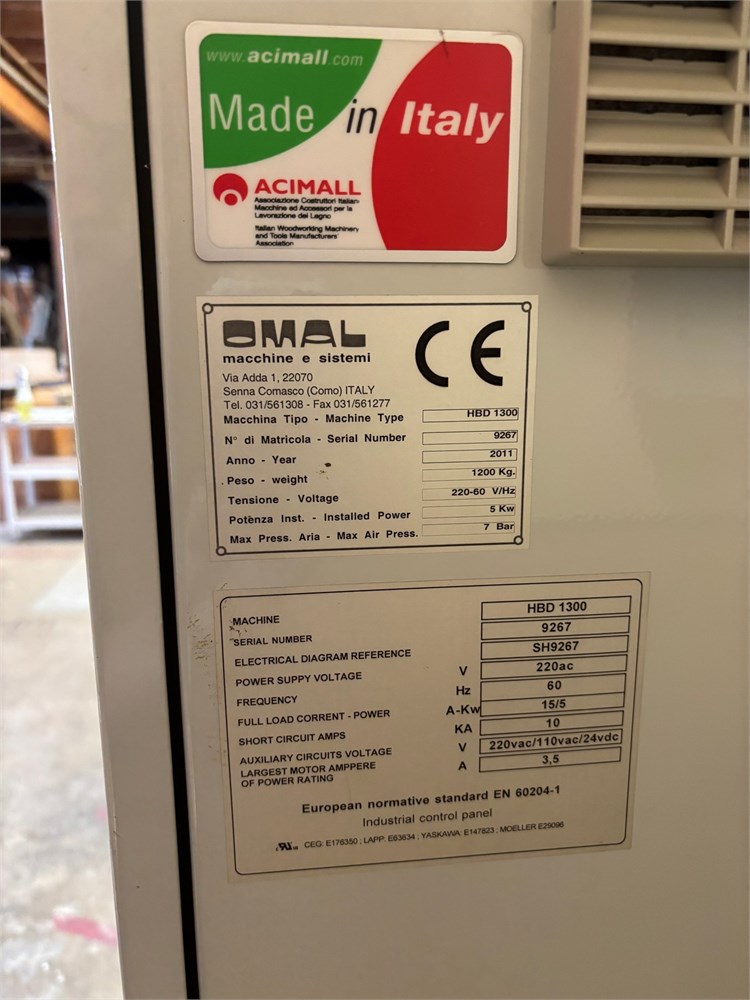 www.acimall.com
Made in Italy
ACIMALL
Associazione Costruttori Italiani
Macchine ed Accessori per la
Lavorazione del Legno
Italian Woodworking Machinery
and Tools Manufacturers'
Association
OMAL
macchine e sistemi
CE
Via Adda 1, 22070
Senna Comasco (Como) ITALY
Tel. 031/561308 - Fax 031/561277
Macchina Tipo - Machine Type HBD 1300
N° di Matricola - Serial Number 9267
Anno - Year 2011
Peso - weight 1200 Kg.
Tensione - Voltage 220-60 V/Hz
Potenza Inst. - Installed Power 5 Kw
Max Press. Aria - Max Air Press. 7 Bar
MACHINE HBD 1300
SERIAL NUMBER 9267
ELECTRICAL DIAGRAM REFERENCE SH9267
POWER SUPPY VOLTAGE V 220ac
FREQUENCY Hz 60
FULL LOAD CORRENT - POWER A-Kw 15/5
SHORT CIRCUIT AMPS KA 10
AUXILIARY CIRCUITS VOLTAGE V 220vac/110vac/24vdc
LARGEST MOTOR AMPPERE
OF POWER RATING A 3,5
European normative standard EN 60204-1
Industrial control panel
CEG: E176350 ; LAPP: E63634 ; YASKAWA: E147823 ; MOELLER E29096